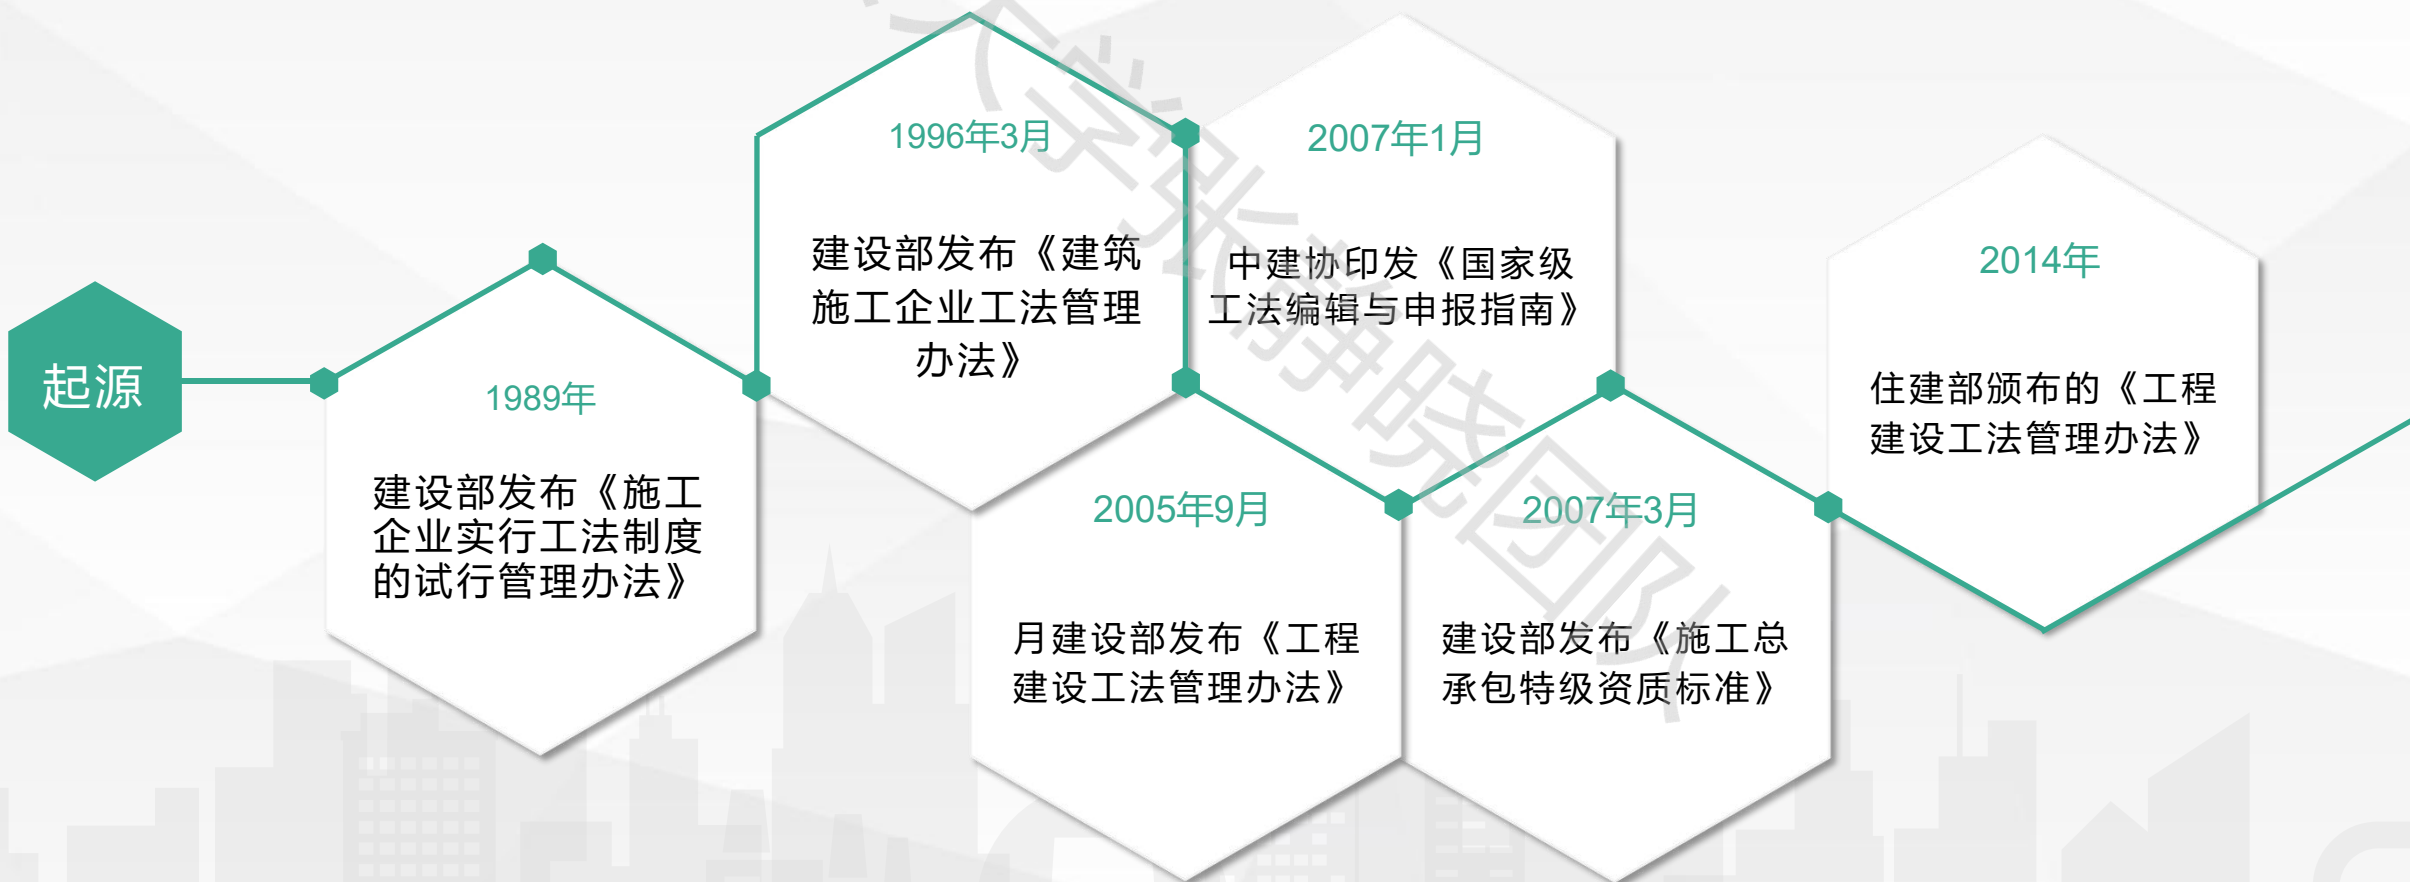 起源
1989年
建设部发布《施工
企业实行工法制度
的试行管理办法》
1996年3月
建设部发布《建筑
施工企业工法管理
办法》
2005年9月
月建设部发布《工程
建设工法管理办法》
2007年1月
中建协印发《国家级
工法编辑与申报指南》
2007年3月
建设部发布《施工总
承包特级资质标准》
2014年
住建部颁布的《工程
建设工法管理办法》
大学张静晓团队